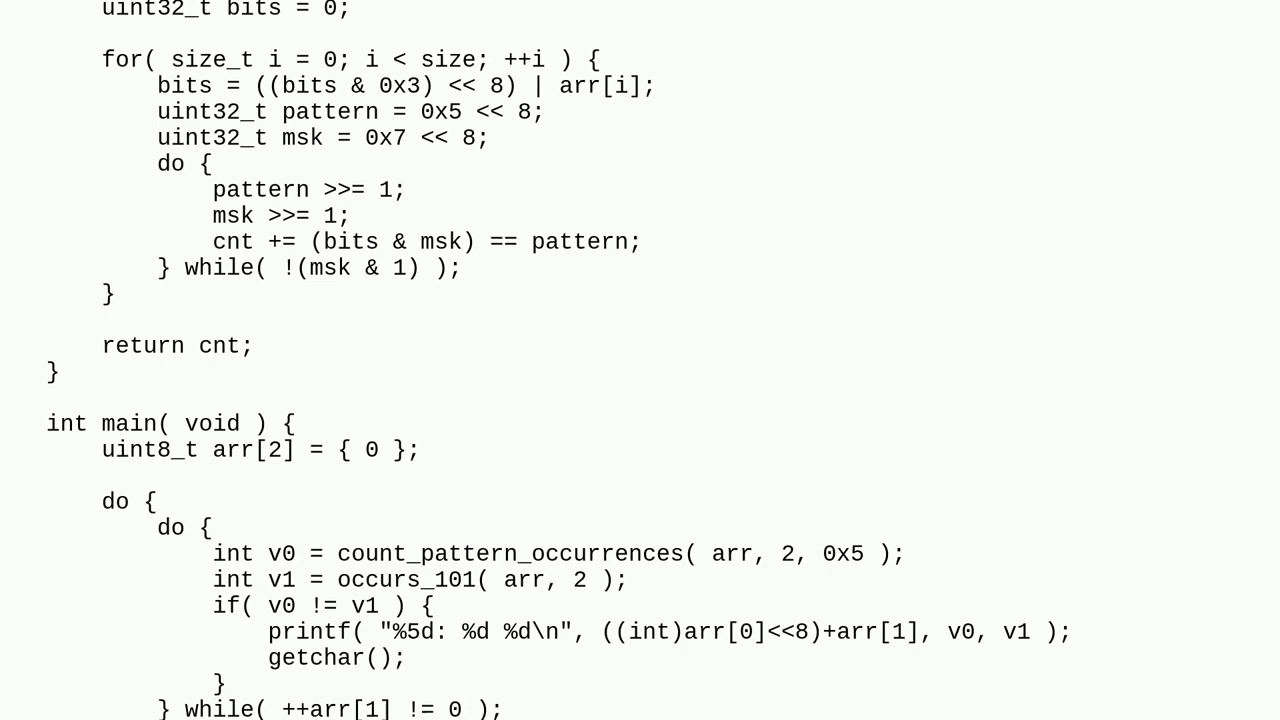 uint32_t bits = 0;
for( size_t i = 0; i < size; ++i ) {
bits = ((bits & 0x3) << 8) | arr[i];
uint32_t pattern = 0x5 << 8;
uint32_t msk = 0x7 << 8;
do {
pattern >>= 1;
msk >>= 1;
cnt += (bits & msk) == pattern;
} while( !(msk & 1) );
}
return cnt;
}
int main( void ) {
uint8_t arr[2] = { 0 };
do {
do {
int v0 = count_pattern_occurrences( arr, 2, 0x5 );
int v1 = occurs_101( arr, 2 );
if( v0 != v1 ) {
printf( "%5d: %d %d\n", ((int)arr[0]<<8)+arr[1], v0, v1 );
getchar();
}
} while( ++arr[1] != 0 );